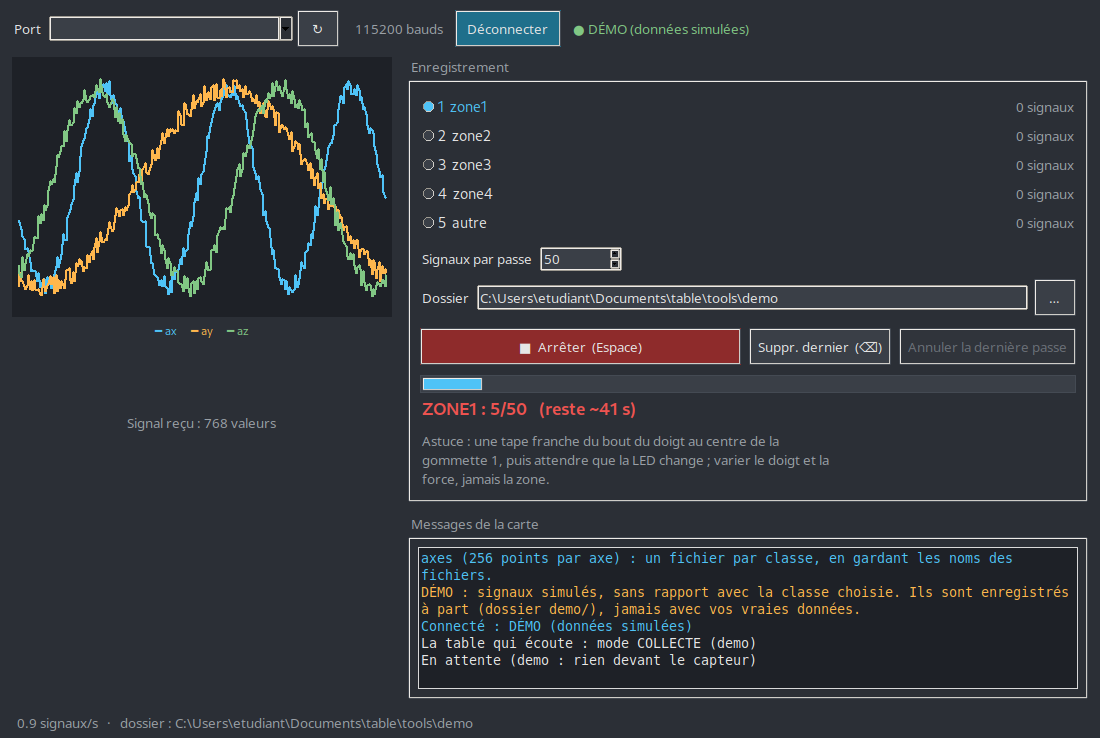 Port ↻ 115200 bauds Déconnecter ● DÉMO (données simulées)
Enregistrement
1 zone1 0 signaux
2 zone2 0 signaux
3 zone3 0 signaux
4 zone4 0 signaux
5 autre 0 signaux
Signaux par passe 50
Dossier C:\Users\etudiant\Documents\table\tools\demo ...
ax ay az
■ Arrêter (Espace) Suppr. dernier (⌫) Annuler la dernière passe
ZONE1 : 5/50 (reste ~41 s)
Signal reçu : 768 valeurs
Astuce : une tape franche du bout du doigt au centre de la
gommette 1, puis attendre que la LED change ; varier le doigt et la
force, jamais la zone.
Messages de la carte
axes (256 points par axe) : un fichier par classe, en gardant les noms des
fichiers.
DÉMO : signaux simulés, sans rapport avec la classe choisie. Ils sont enregistrés
à part (dossier demo/), jamais avec vos vraies données.
Connecté : DÉMO (données simulées)
La table qui écoute : mode COLLECTE (demo)
En attente (demo : rien devant le capteur)
0.9 signaux/s · dossier : C:\Users\etudiant\Documents\table\tools\demo